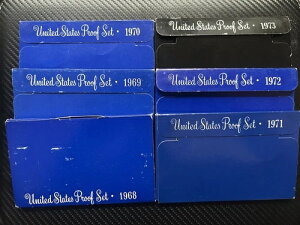 United States Proof Set · 1970
United States Proof Set · 1973
United States Proof Set · 1969
United States Proof Set · 1972
United States Proof Set · 1968
United States Proof Set · 1971